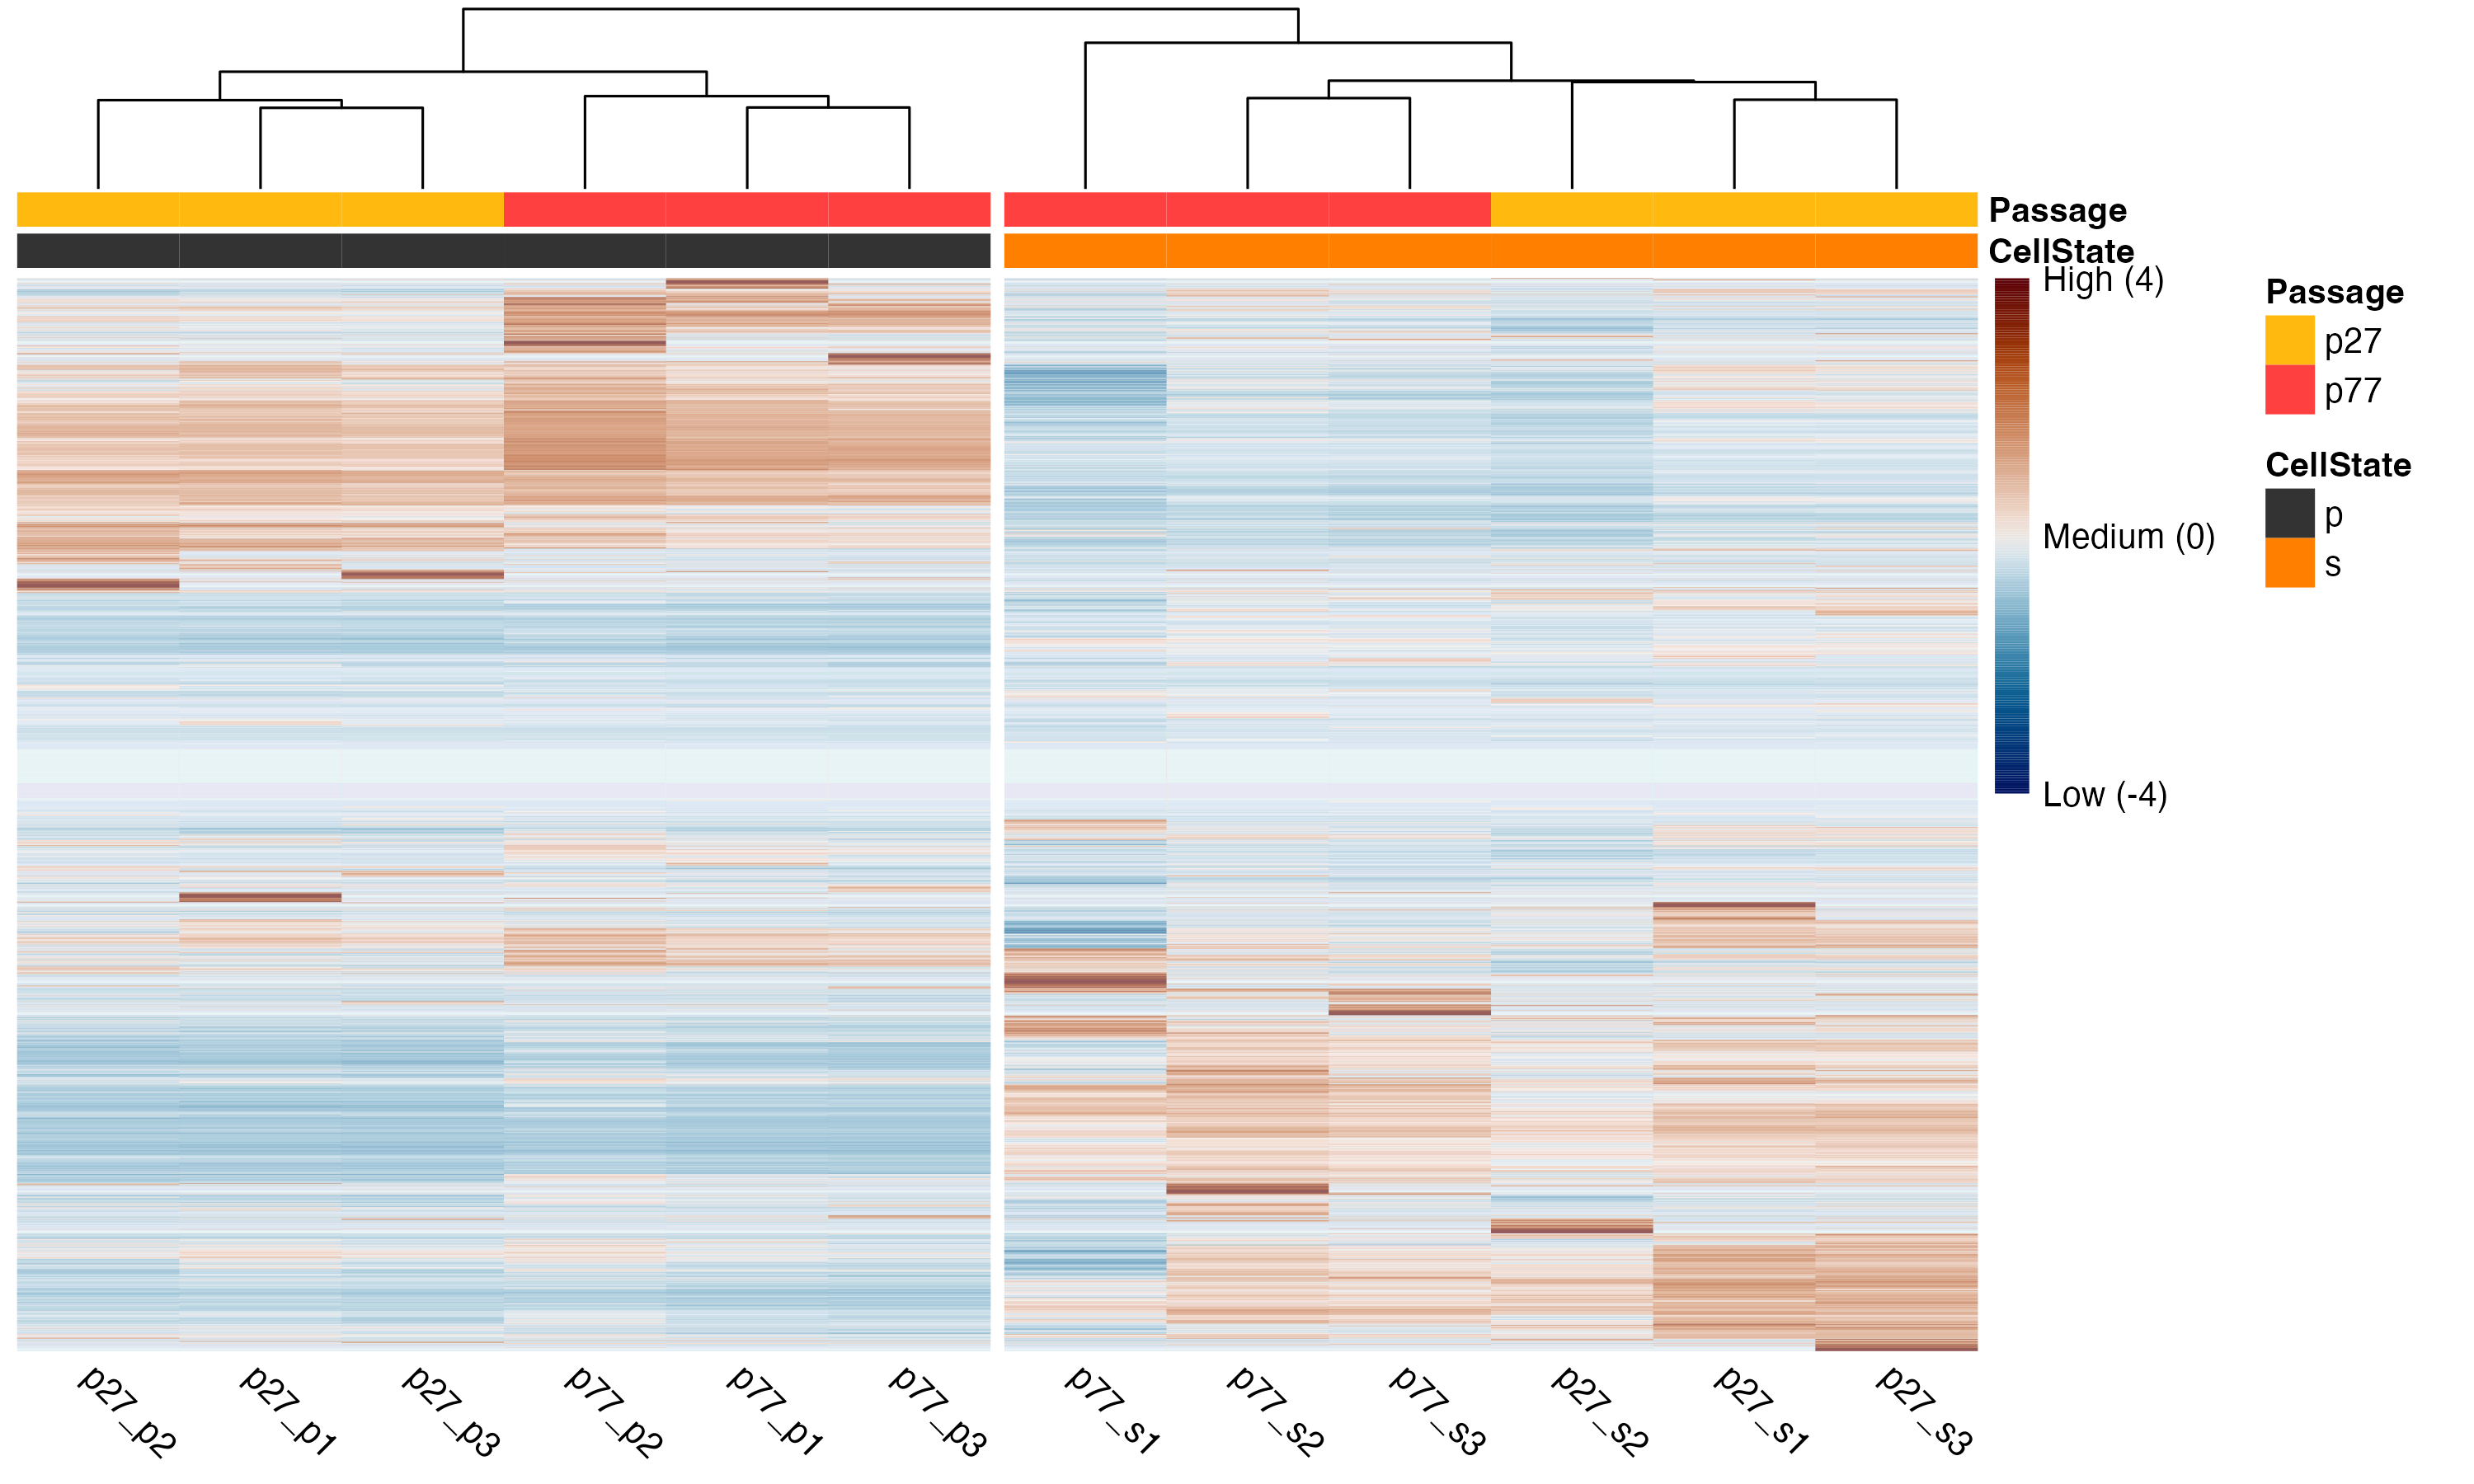 Passage
CellState
High (4)
Medium (0)
Low (-4)
Passage
p27
p77
CellState
p
s
p27_p2
p27_p1
p27_p3
p77_p2
p77_p1
p77_p3
p77_s1
p77_s2
p77_s3
p27_s2
p27_s1
p27_s3